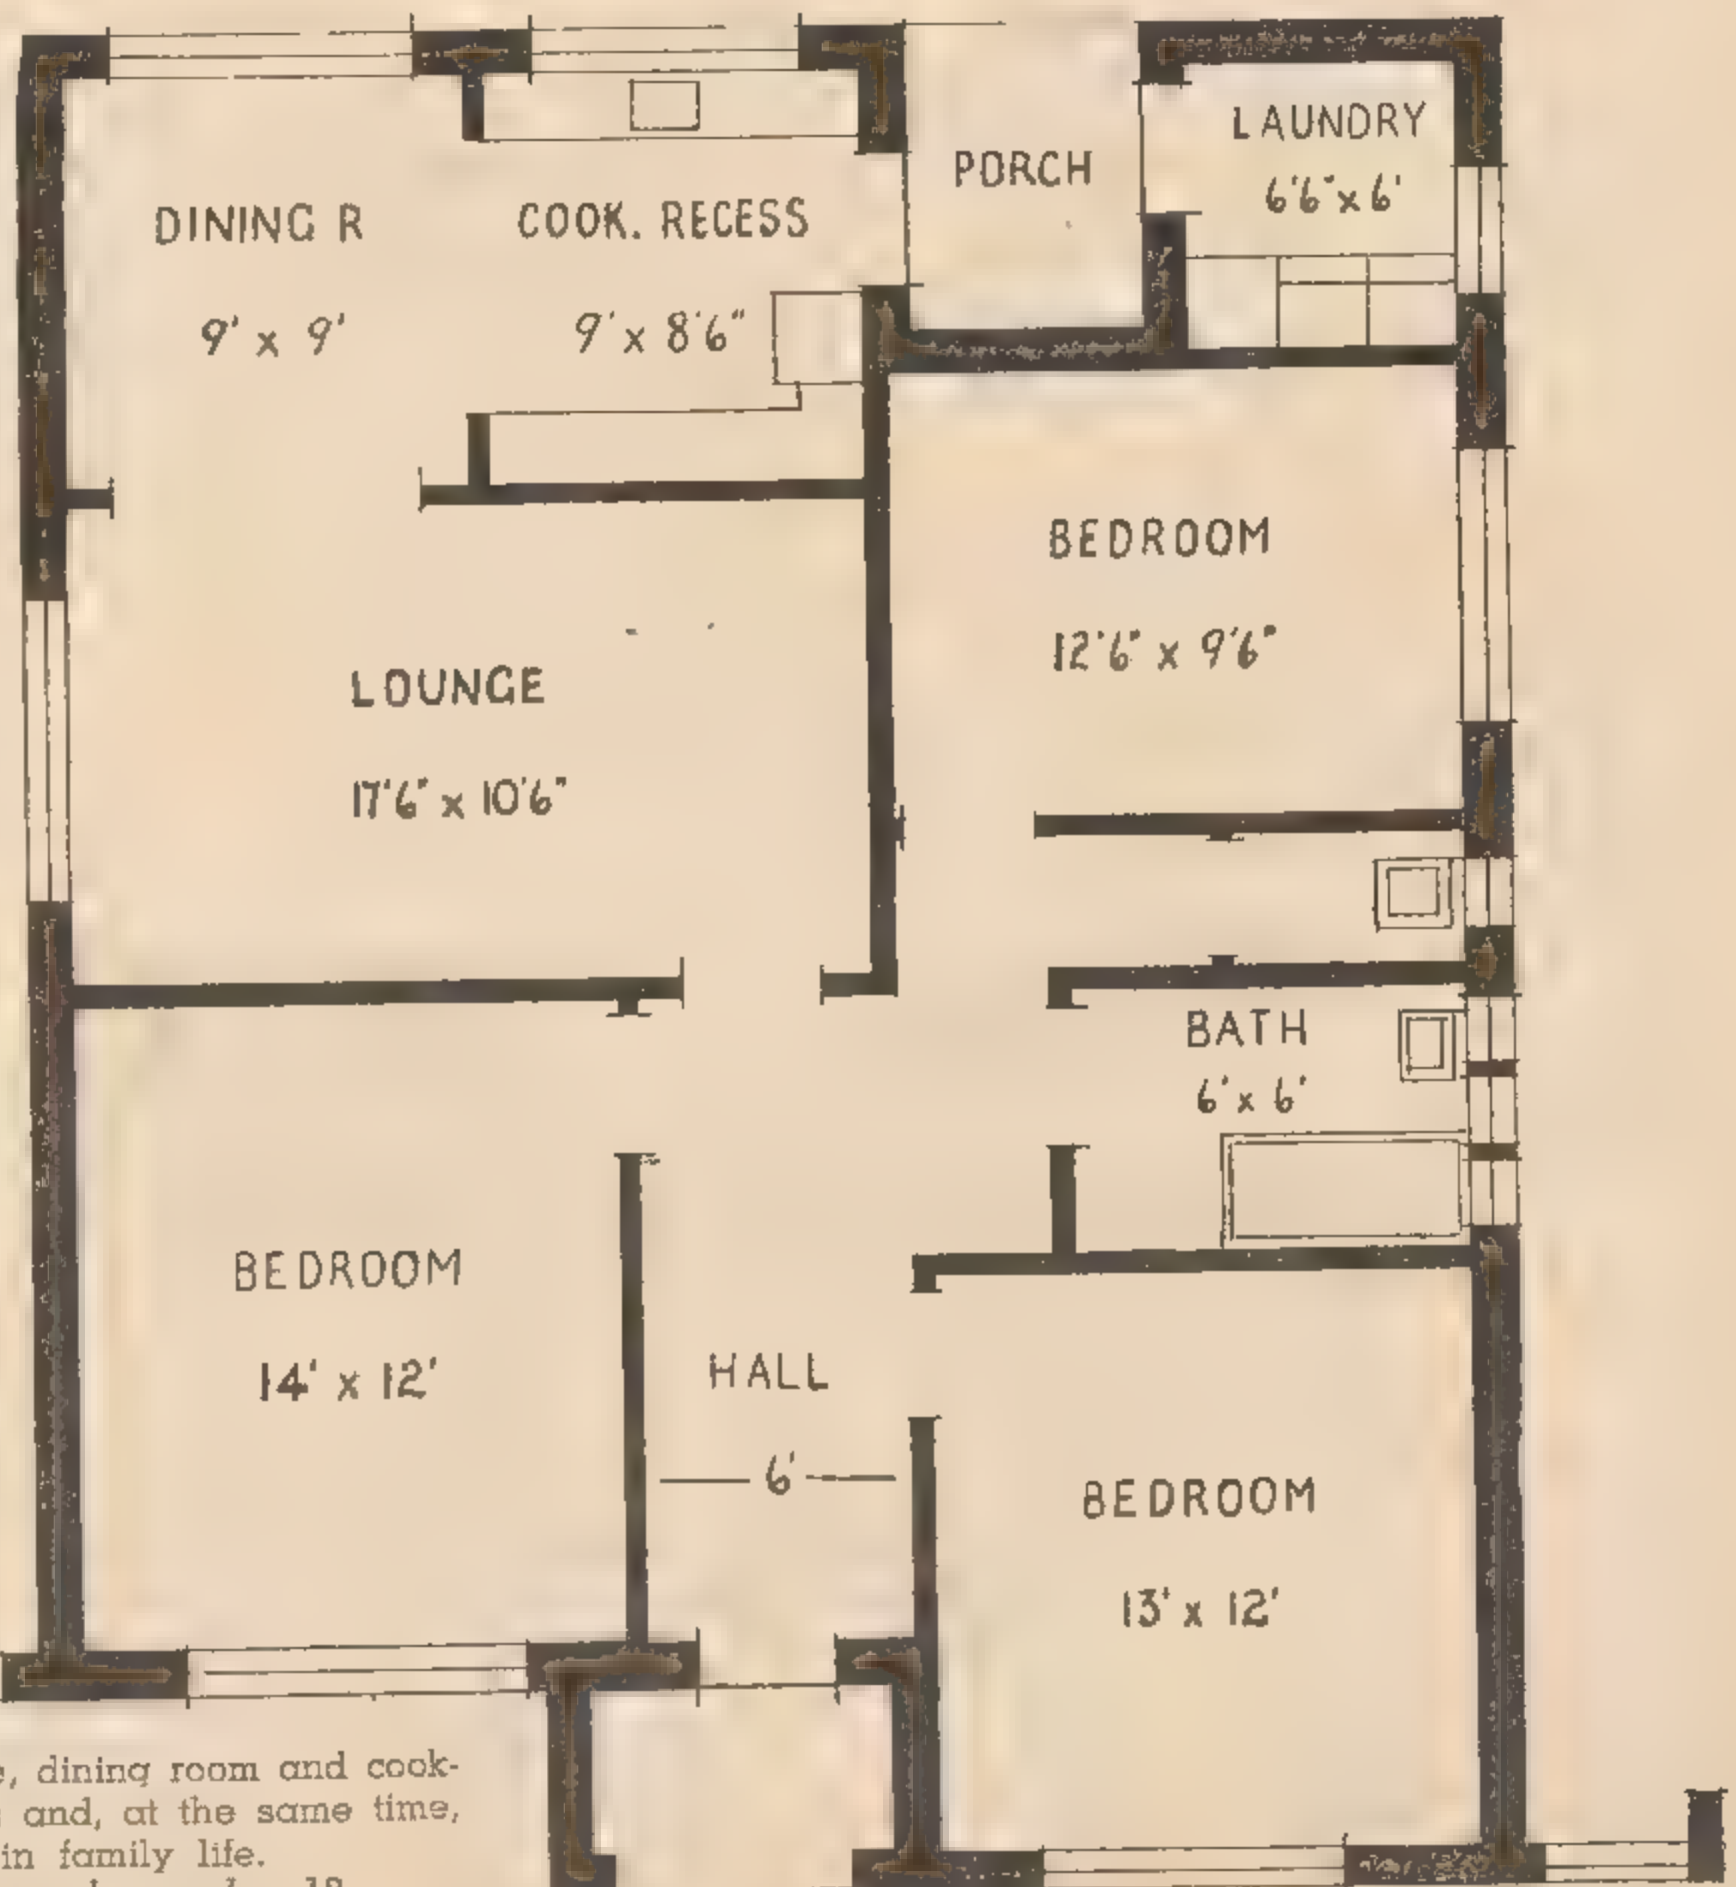 LAUNDRY
6'6" x 6'
PORCH
DINING R
COOK. RECESS
9' x 9'
9' x 8'6"
BEDROOM
12'6" x 9'6"
LOUNGE
17'6" x 10'6"
BATH
6' x 6'
BEDROOM
14' x 12'
HALL
6'
BEDROOM
13' x 12'
, dining room and cook-
and, at the same time,
in family life.